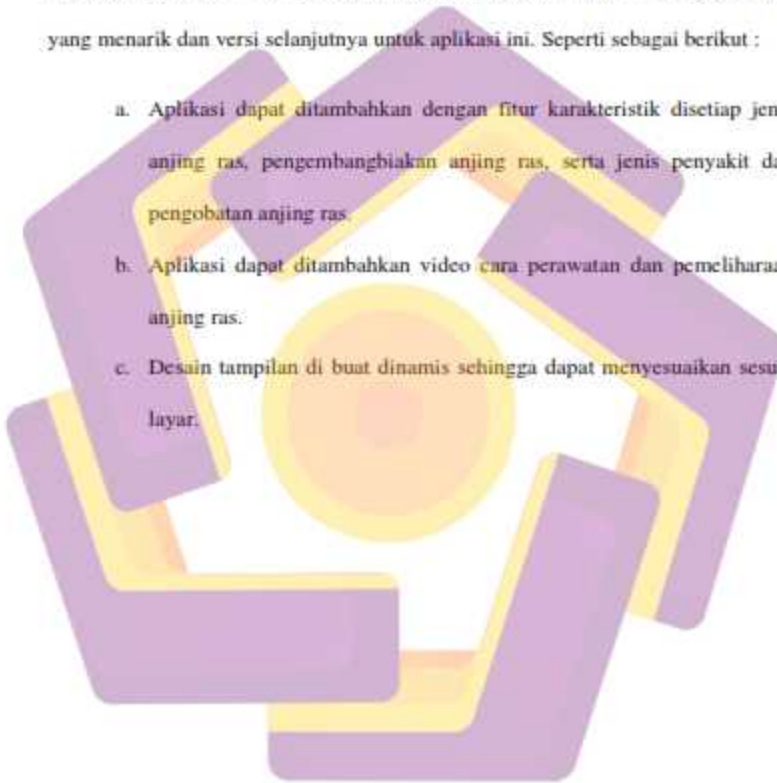 yang menarik dan versi selanjutnya untuk aplikasi ini. Seperti sebagai berikut :
a. Aplikasi dapat ditambahkan dengan fitur karakteristik disetiap
anjing ras, pengembangbiakan anjing ras, serta jenis penyakit
pengobatan anjing ras.
b. Aplikasi dapat ditambahkan video cara perawatan dan
anjing ras.
c. Desain tampilan di buat dinamis sehingga dapat menyesuaikan
layar.